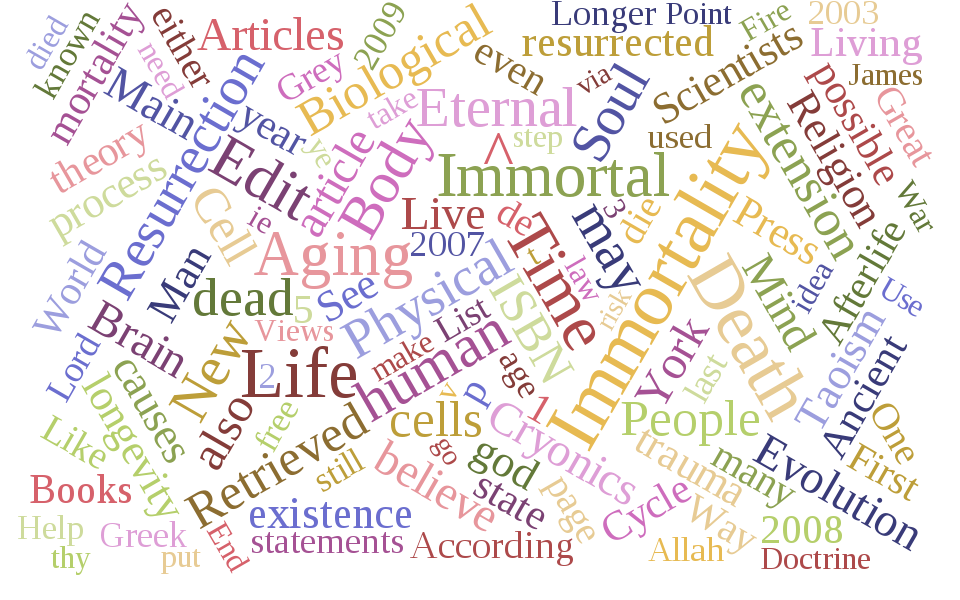 died
known
mortality
need
either
Articles
2009
Grey
Biological
even
Longer Point
resurrected
via
Fire
2003
Scientists
Living
James
Main
year
ye
take
Eternal
^
step
Soul
used
possible
Great
theory
process
Resurrection
Edit
article
Body
Immortal
extension
Religion
War
Cell
ie
Live
de
3
may
die
Press
Afterlife
World
Man
dead
5
Aging
2007
See
Physical
t
Time
law
risk
Immortality
Death
Mind
idea
Use
Lord
Brain
New
Views
2
Life
make
List
human
ISBN
age
1
York
last
Taoism
Ancient
longevity
causes
also
free
Retrieved
still
cells
v
p
go
god
Cryonics
People
trauma
many
One
First
Evolution
Like
Books
Help
thy
Greek
put
End
existence
statements
believe
state
According
page
Cycle
Way
Allah
2008
Doctrine